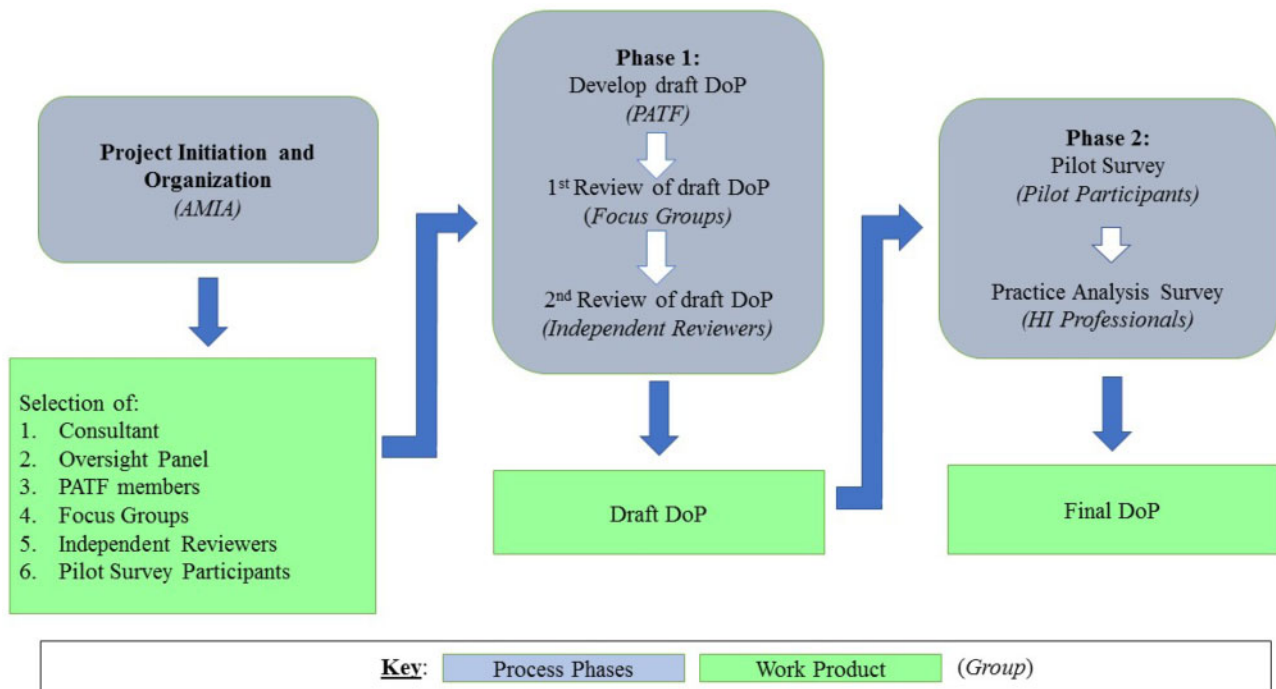 Project Initiation and
Organization
(AMIA)
Selection of:
1. Consultant
2. Oversight Panel
3. PATF members
4. Focus Groups
5. Independent Reviewers
6. Pilot Survey Participants
Phase 1:
Develop draft DoP
(PATF)
1st Review of draft DoP
(Focus Groups)
2nd Review of draft DoP
(Independent Reviewers)
Draft DoP
Phase 2:
Pilot Survey
(Pilot Participants)
Practice Analysis Survey
(HI Professionals)
Final DoP
Key: Process Phases Work Product (Group)